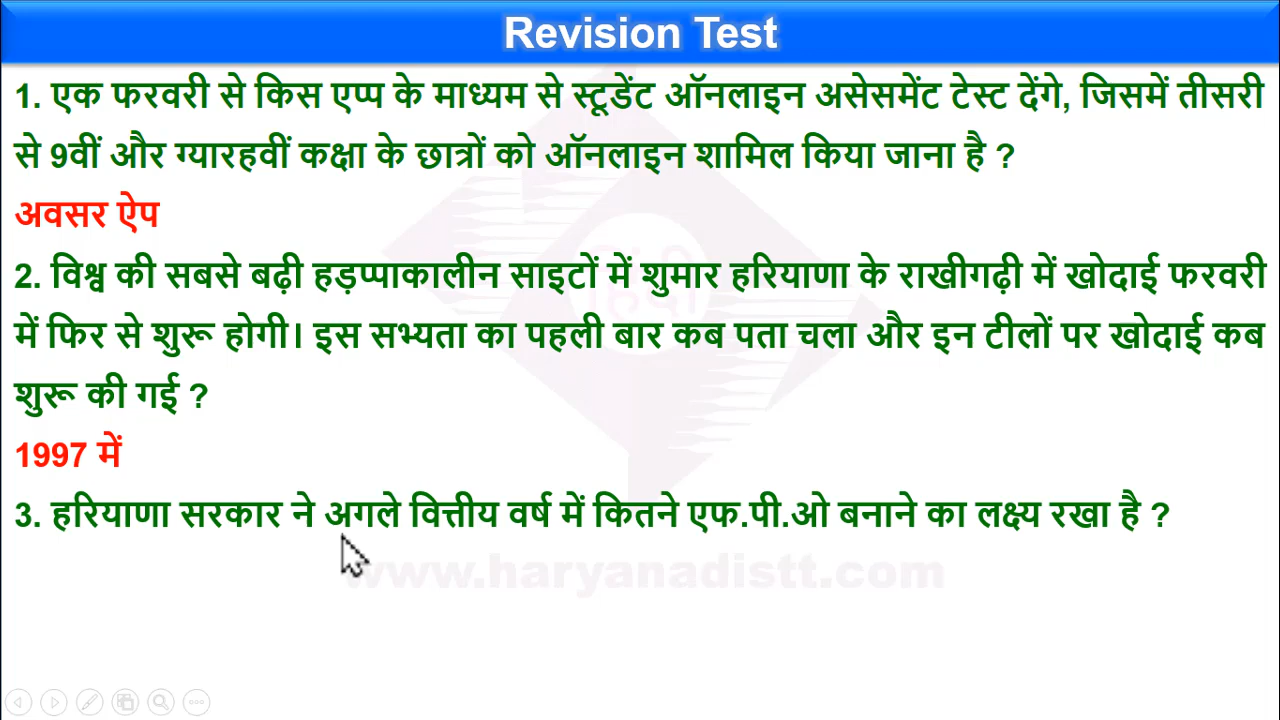 Revision Test
1. एक फरवरी से किस एप्प के माध्यम से स्टूडेंट ऑनलाइन असेसमेंट टेस्ट देंगे, जिसमें तीसरी
से 9वीं और ग्यारहवीं कक्षा के छात्रों को ऑनलाइन शामिल किया जाना है ?
अवसर ऐप
2. विश्व की सबसे बढ़ी हड़प्पाकालीन साइटों में शुमार हरियाणा के राखीगढ़ी में खोदाई फरवरी
में फिर से शुरू होगी। इस सभ्यता का पहली बार कब पता चला और इन टीलों पर खोदाई कब
शुरू की गई ?
1997 में
3. हरियाणा सरकार ने अगले वित्तीय वर्ष में कितने एफ.पी.ओ बनाने का लक्ष्य रखा है ?
www.haryanadistt.com